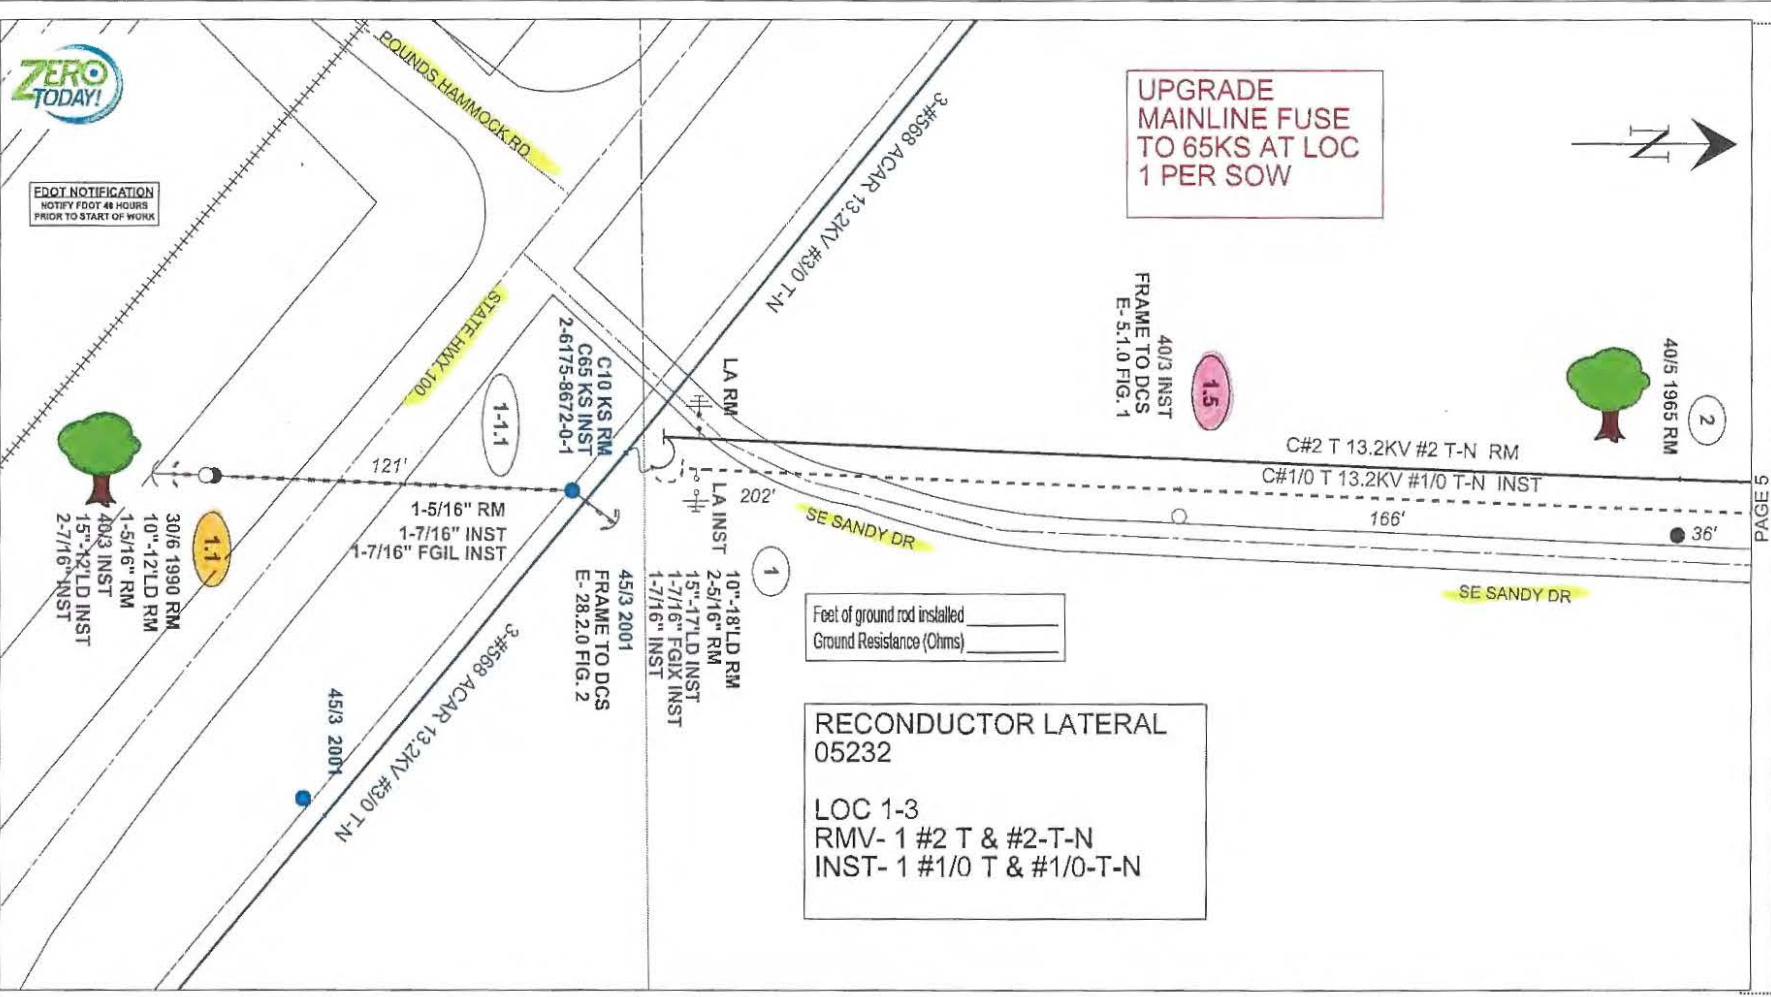 ZERO
TODAY!
FDOT NOTIFICATION
NOTIFY FDOT 48 HOURS
PRIOR TO START OF WORK
POUNDS HAMMOCK RD
STATE HWY 100
3-#568 ACAR 13.2KV #3/0 T-N
UPGRADE
MAINLINE FUSE
TO 65KS AT LOC
1 PER SOW
N
40/3 INST
FRAME TO DCS
E- 5.1.0 FIG. 1
1.5
40/5 1965 RM
2
C10 KS RM
C65 KS INST
2-6175-8672-0-1
1-1.1
LA RM
C#2 T 13.2KV #2 T-N RM
C#1/0 T 13.2KV #1/0 T-N INST
PAGE 5
121'
1-5/16" RM
1-7/16" INST
1-7/16" FGIL INST
LA INST
202'
SE SANDY DR
166'
36'
SE SANDY DR
1.1
30/6 1990 RM
10"-12'LD RM
1-5/16" RM
40/3 INST
15"-12'LD INST
2-7/16" INST
1
10"-18'LD RM
2-5/16" RM
15"-17'LD INST
1-7/16" FGIX INST
1-7/16" INST
45/3 2001
FRAME TO DCS
E- 28.2.0 FIG. 2
Feet of ground rod installed
Ground Resistance (Ohms)
3-#568 ACAR 13.2KV #3/0 T-N
45/3 2001
RECONDUCTOR LATERAL
05232
LOC 1-3
RMV- 1 #2 T & #2-T-N
INST- 1 #1/0 T & #1/0-T-N